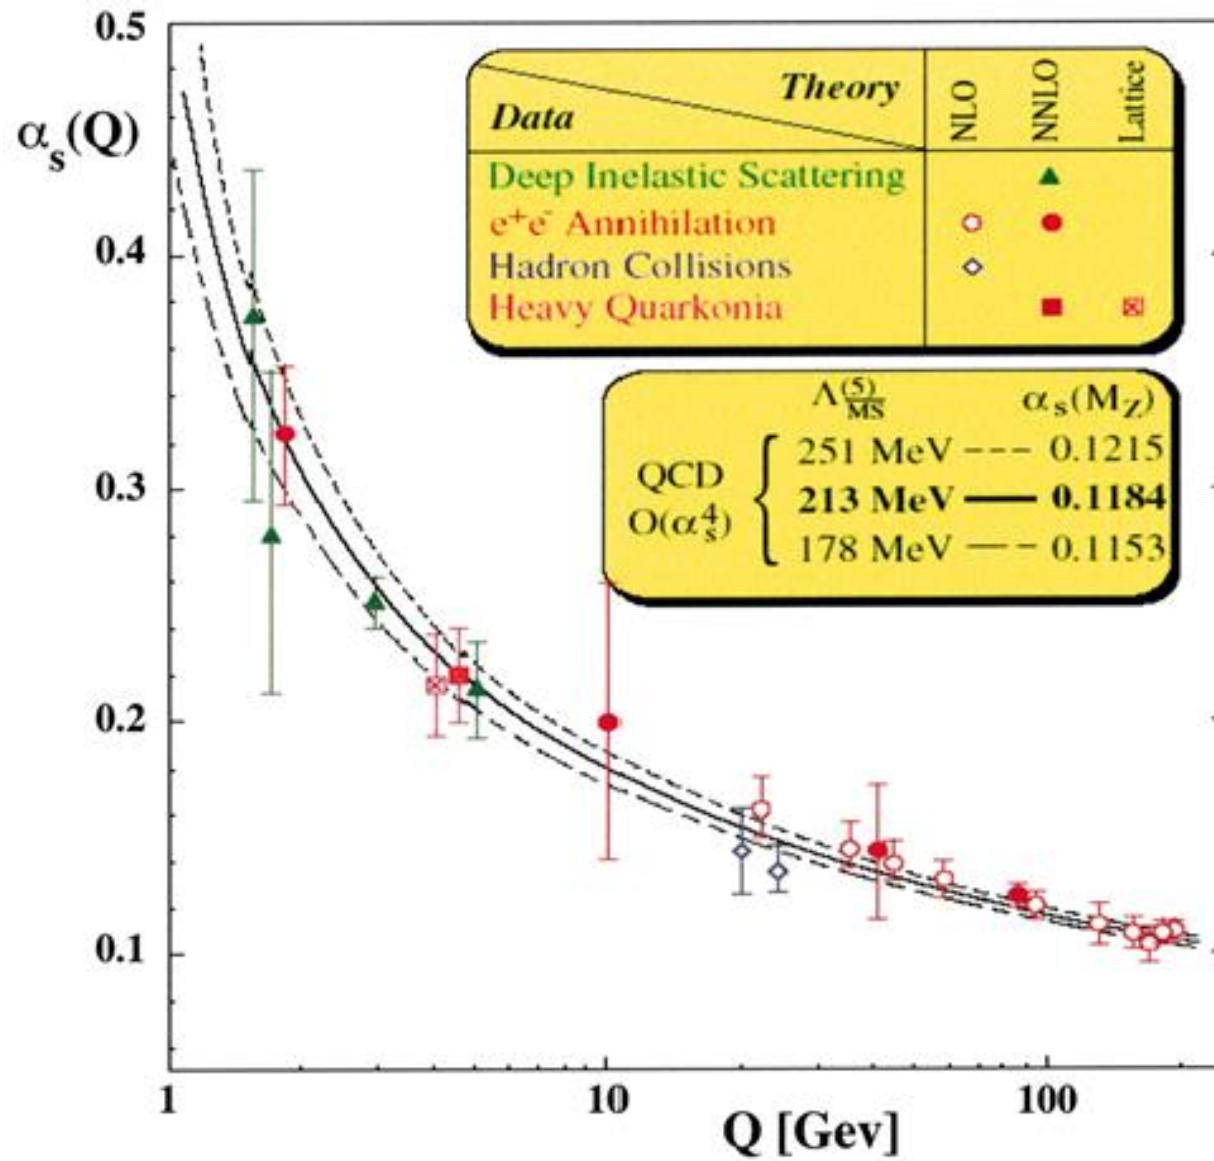 0.5
α_s(Q)
0.4
0.3
0.2
0.1
Theory
Data
NLO
NNLO
Lattice
Deep Inelastic Scattering
e⁺e⁻ Annihilation
Hadron Collisions
Heavy Quarkonia
Λ^(5)_MS̅ α_s(M_Z)
QCD
O(α_s^4)
251 MeV 0.1215
213 MeV 0.1184
178 MeV 0.1153
1 10 100
Q [Gev]